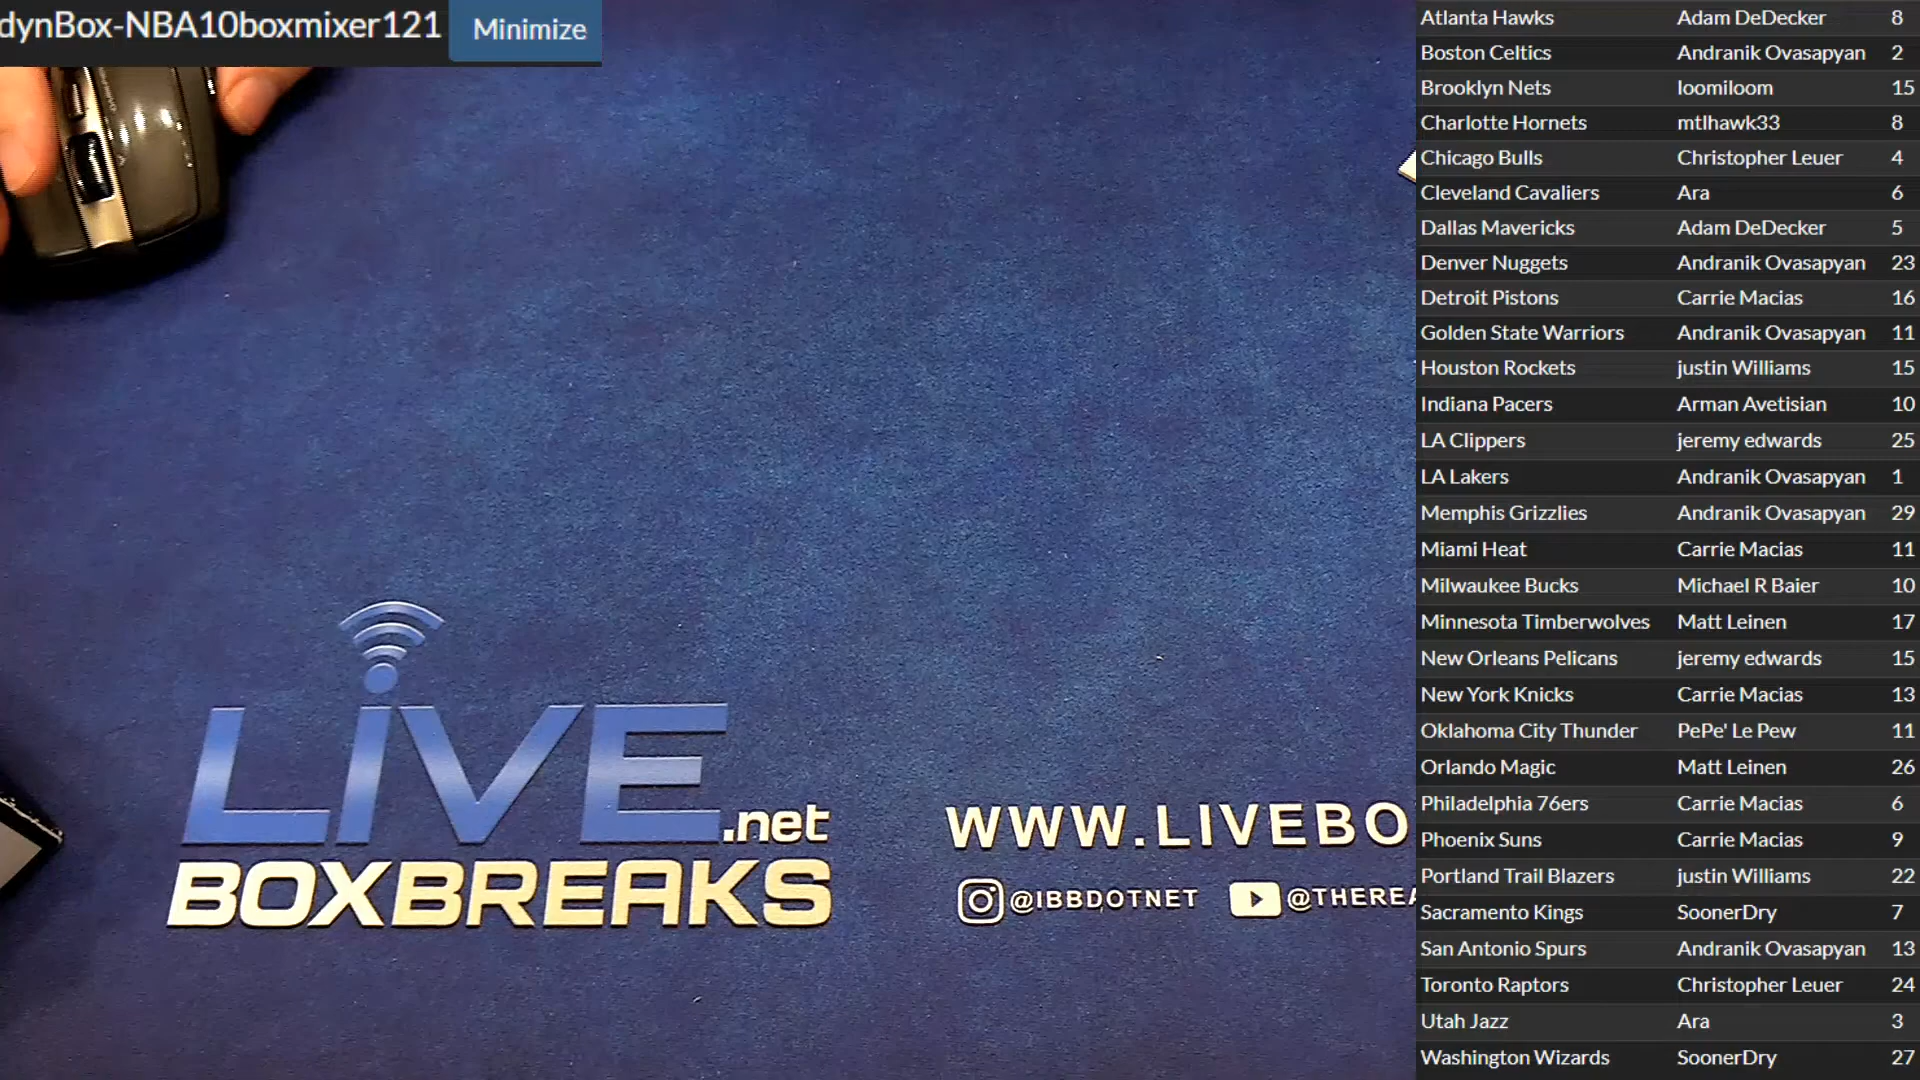 dynBox-NBA10boxmixer121
Minimize
Atlanta Hawks Adam DeDecker 8
Boston Celtics Andranik Ovasapyan 2
Brooklyn Nets loomiloom 15
Charlotte Hornets mtlhawk33 8
Chicago Bulls Christopher Leuer 4
Cleveland Cavaliers Ara 6
Dallas Mavericks Adam DeDecker 5
Denver Nuggets Andranik Ovasapyan 23
Detroit Pistons Carrie Macias 16
Golden State Warriors Andranik Ovasapyan 11
Houston Rockets justin Williams 15
Indiana Pacers Arman Avetisian 10
LA Clippers jeremy edwards 25
LA Lakers Andranik Ovasapyan 1
Memphis Grizzlies Andranik Ovasapyan 29
Miami Heat Carrie Macias 11
Milwaukee Bucks Michael R Baier 10
Minnesota Timberwolves Matt Leinen 17
New Orleans Pelicans jeremy edwards 15
New York Knicks Carrie Macias 13
Oklahoma City Thunder PePe' Le Pew 11
Orlando Magic Matt Leinen 26
Philadelphia 76ers Carrie Macias 6
Phoenix Suns Carrie Macias 9
Portland Trail Blazers justin Williams 22
Sacramento Kings SoonerDry 7
San Antonio Spurs Andranik Ovasapyan 13
Toronto Raptors Christopher Leuer 24
Utah Jazz Ara 3
Washington Wizards SoonerDry 27
LiVE.net
BOXBREAKS
WWW.LIVEBO
@IBBDOTNET @THEREA